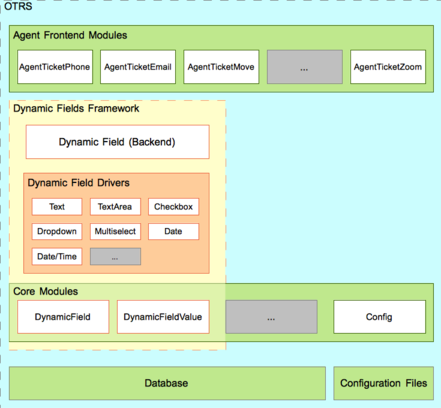 OTRS
Agent Frontend Modules
AgentTicketPhone AgentTicketEmail AgentTicketMove ... AgentTicketZoom
Dynamic Fields Framework
Dynamic Field (Backend)
Dynamic Field Drivers
Text TextArea Checkbox
Dropdown Multiselect Date
Date/Time ...
Core Modules
DynamicField DynamicFieldValue ... Config
Database Configuration Files